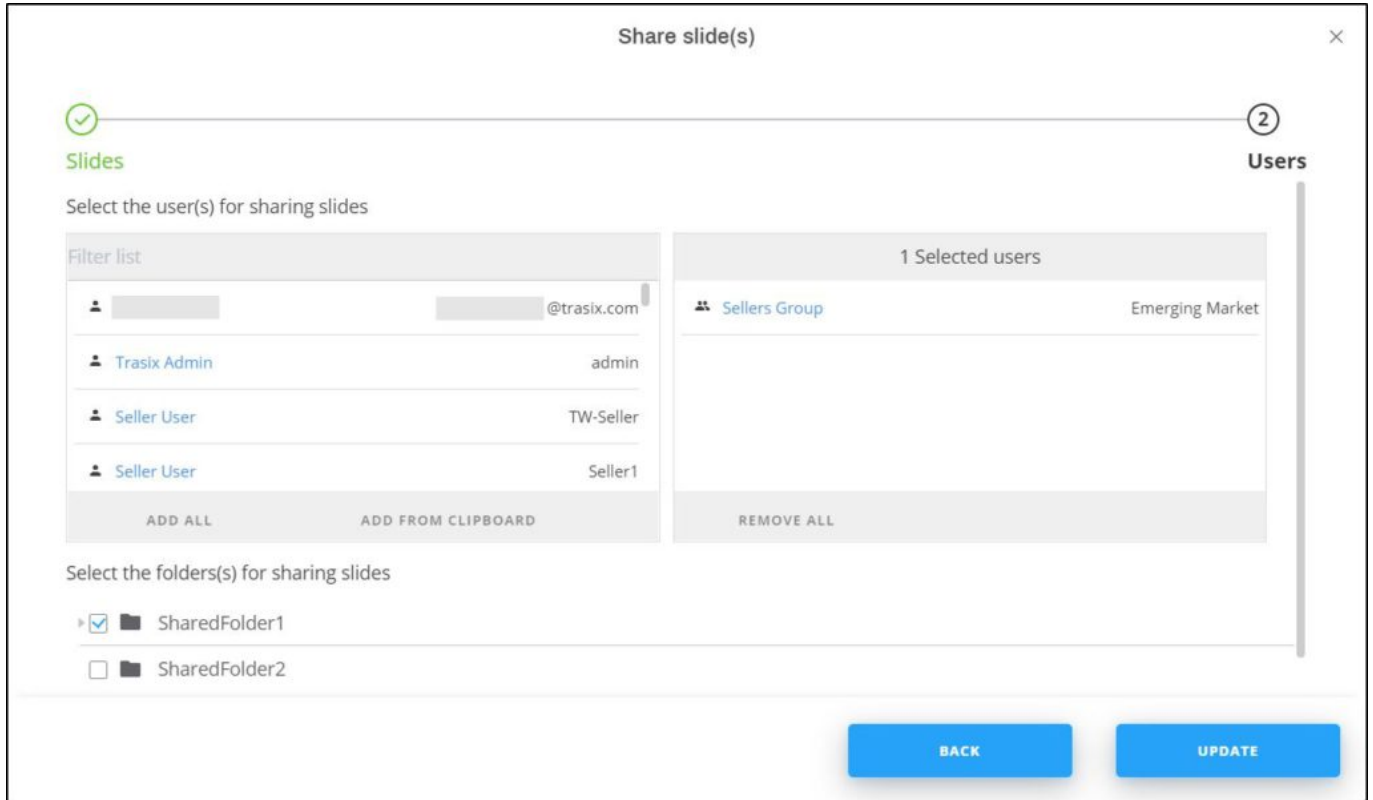 Share slide(s)
2
Slides
Users
Select the user(s) for sharing slides
Filter list
1 Selected users
@trasix.com
Sellers Group Emerging Market
Trasix Admin admin
Seller User TW-Seller
Seller User Seller1
ADD ALL ADD FROM CLIPBOARD
REMOVE ALL
Select the folders(s) for sharing slides
SharedFolder1
SharedFolder2
BACK UPDATE